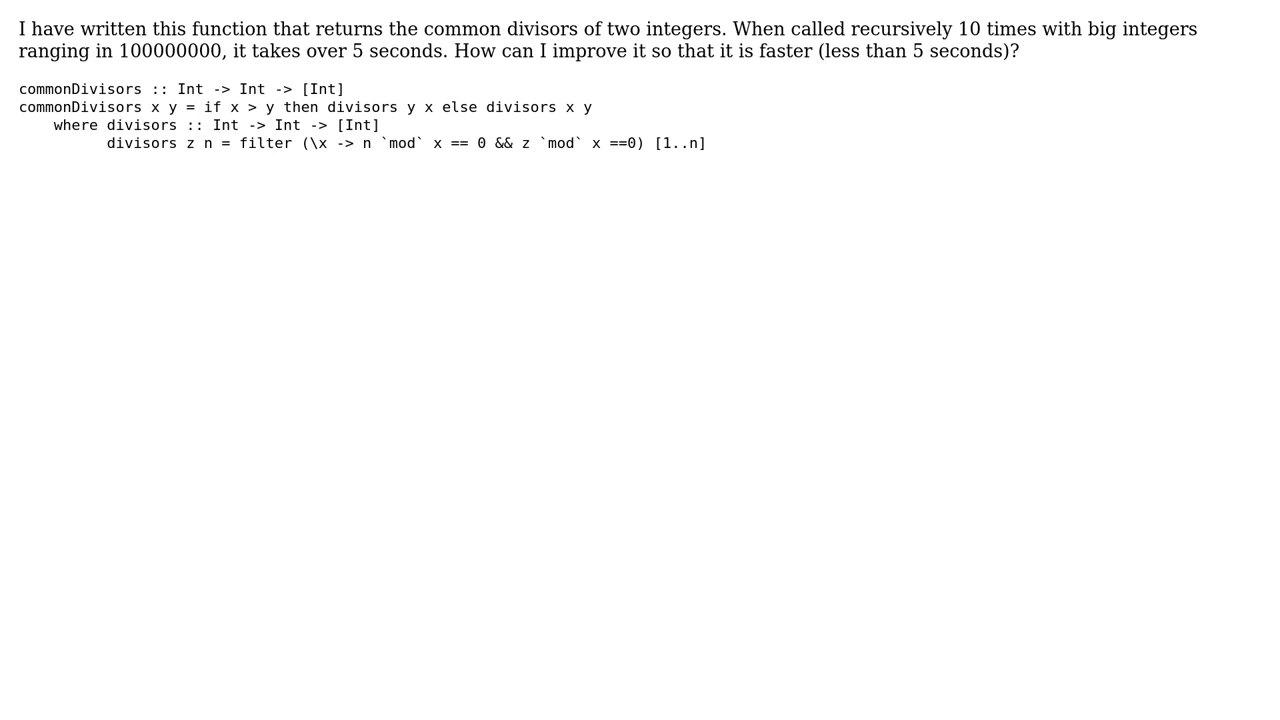 I have written this function that returns the common divisors of two integers. When called recursively 10 times with big integers
ranging in 100000000, it takes over 5 seconds. How can I improve it so that it is faster (less than 5 seconds)?
commonDivisors :: Int -> Int -> [Int]
commonDivisors x y = if x > y then divisors y x else divisors x y
    where divisors :: Int -> Int -> [Int]
          divisors z n = filter (\x -> n `mod` x == 0 && z `mod` x ==0) [1..n]